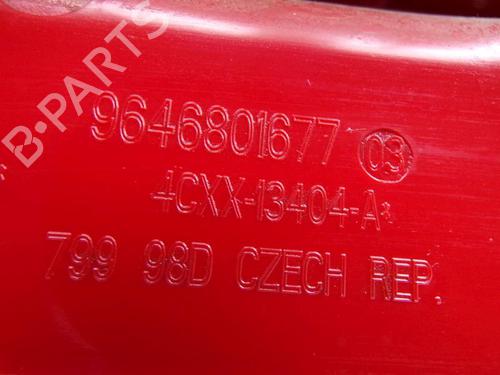 B-PARTS
9646801677 03
4CXX-13404-A
799 98D CZECH REP.